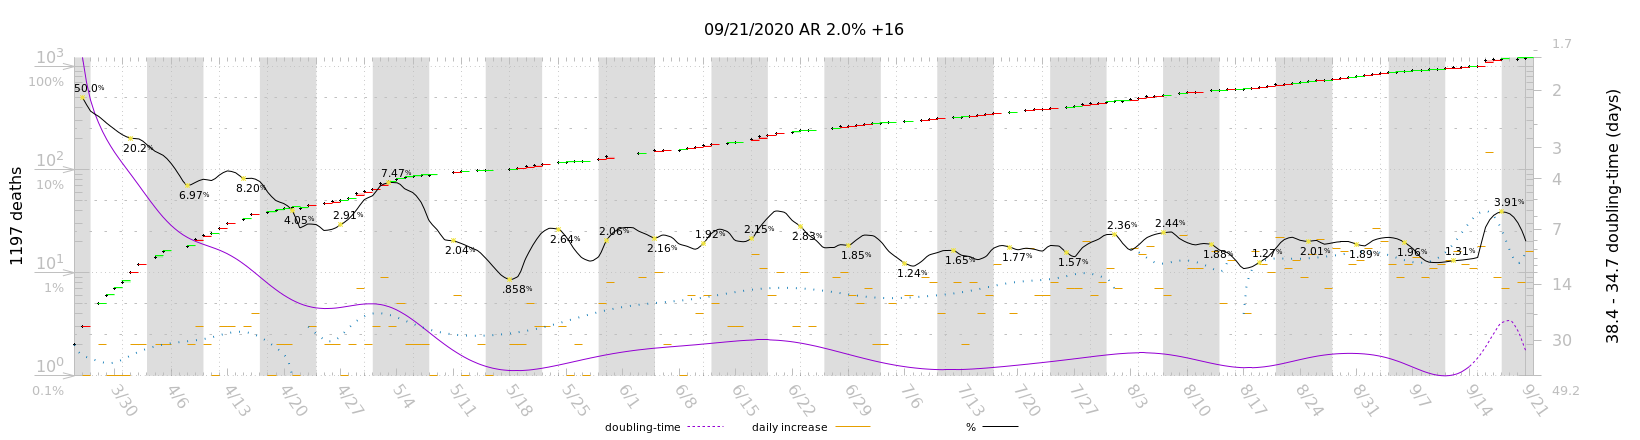 09/21/2020 AR 2.0% +16
10³ 1.7
100%
50.0% 2
20.2% 3
10² 7.47% 4
10% 6.97% 8.20%
4.05% 2.91% 3.91%
2.04% 2.64% 2.06% 2.16% 1.92% 2.15% 2.83% 1.85% 2.36% 2.44% 7
10¹ 1.24% 1.65% 1.77% 1.57% 1.88% 1.27% 2.01% 1.89% 1.96% 1.31%
1% .858% 14
30
10⁰
0.1% 49.2
1197 deaths
38.4 - 34.7 doubling-time (days)
3/30 4/6 4/13 4/20 4/27 5/4 5/11 5/18 5/25 6/1 6/8 6/15 6/22 6/29 7/6 7/13 7/20 7/27 8/3 8/10 8/17 8/24 8/31 9/7 9/14 9/21
doubling-time daily increase %